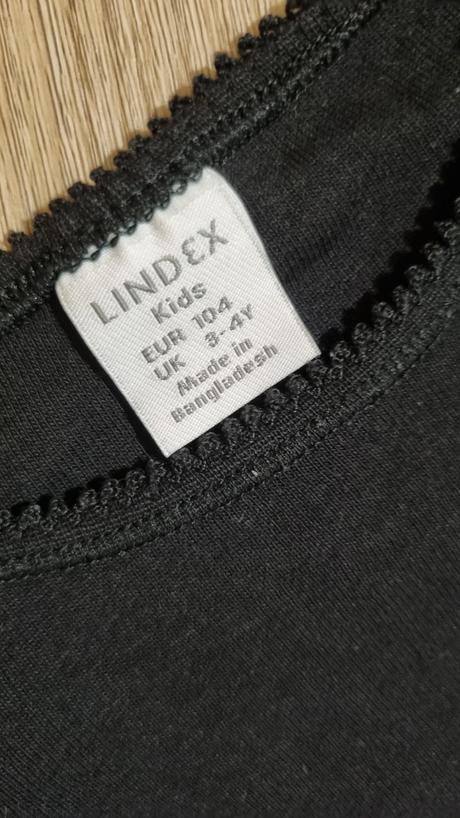 LINDEX
Kids
EUR 104
UK 3-4Y
Made in
Bangladesh